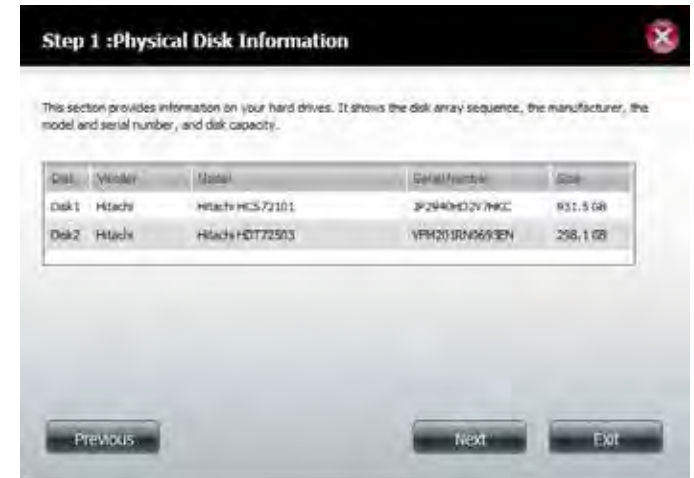 Step 1 :Physical Disk Information
This section provides information on your hard drives. It shows the disk array sequence, the manufacturer, the
model and serial number, and disk capacity.
Disk Vendor Model Serial Number Size
Disk1 Hitachi Hitachi 931.5 GB
Disk2 Hitachi Hitachi 298.1 GB
Previous Next Exit